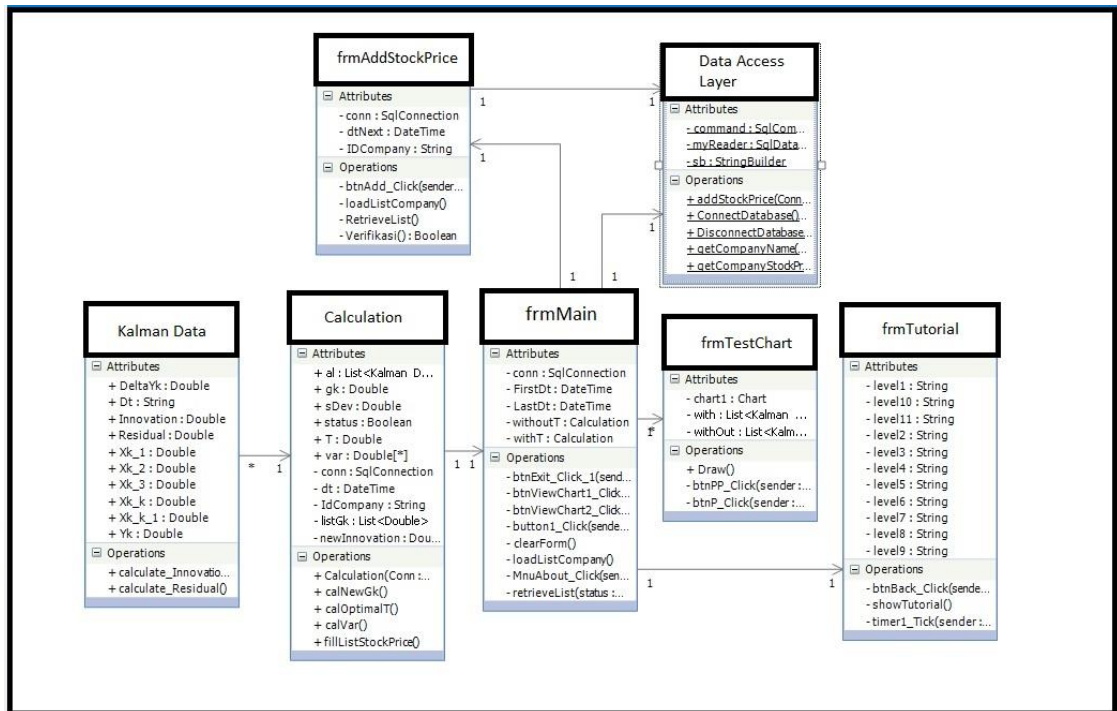 frmAddStockPrice
Attributes
- conn : SqlConnection
- dtNext : DateTime
- IDCompany : String
Operations
- btnAdd_Click(sender...
- loadListCompany()
- RetrieveList()
- Verifikasi() : Boolean
Data Access
Layer
Attributes
- command : SqlCom...
- myReader : SqlData...
- sb : StringBuilder
Operations
+ addStockPrice(Conn...
+ ConnectDatabase()...
+ DisconnectDatabase...
+ getCompanyName(...
+ getCompanyStockPr...
1
1
1
1
1
1
Kalman Data
Attributes
+ DeltaYk : Double
+ Dt : String
+ Innovation : Double
+ Residual : Double
+ Xk_1 : Double
+ Xk_2 : Double
+ Xk_3 : Double
+ Xk_k : Double
+ Xk_k_1 : Double
+ Yk : Double
Operations
+ calculate_Innovatio...
+ calculate_Residual()
*
1
Calculation
Attributes
+ al : List<Kalman_D...
+ gk : Double
+ sDev : Double
+ status : Boolean
+ T : Double
+ var : Double[*]
- conn : SqlConnection
- dt : DateTime
- IdCompany : String
- listGk : List<Double>
- newInnovation : Dou...
Operations
+ Calculation(Conn :...
+ calNewGk()
+ calOptimalT()
+ calVar()
+ fillListStockPrice()
1
1
frmMain
Attributes
- conn : SqlConnection
- FirstDt : DateTime
- LastDt : DateTime
- withoutT : Calculation
- withT : Calculation
Operations
- btnExit_Click_1(send...
- btnViewChart1_Click...
- btnViewChart2_Click...
- button1_Click(sende...
- clearForm()
- loadListCompany()
- MnuAbout_Click(sen...
- retrieveList(status :...
frmTestChart
Attributes
- chart1 : Chart
- with : List<Kalman_...
- withOut : List<Kalm...
Operations
+ Draw()
- btnPP_Click(sender :...
- btnP_Click(sender :...
1
1
frmTutorial
Attributes
- level1 : String
- level10 : String
- level11 : String
- level2 : String
- level3 : String
- level4 : String
- level5 : String
- level6 : String
- level7 : String
- level8 : String
- level9 : String
Operations
- btnBack_Click(sende...
- showTutorial()
- timer1_Tick(sender :...